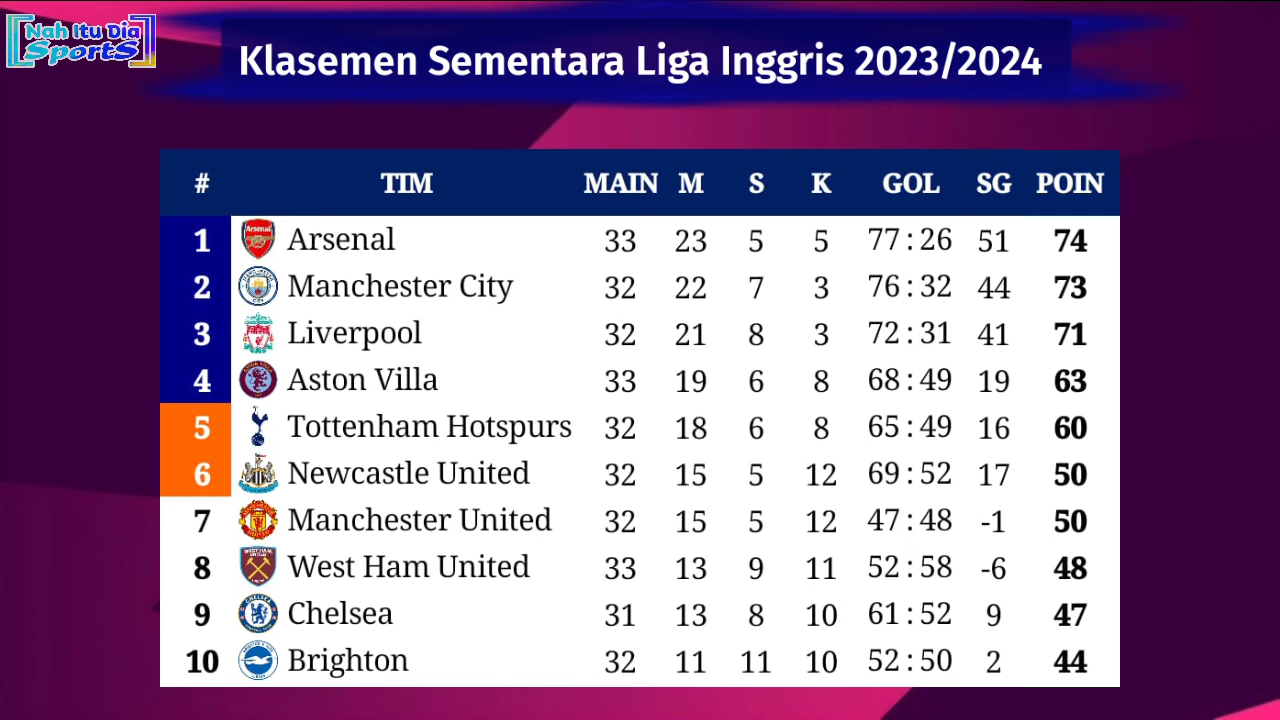 Nah Itu Dia
Sports
Klasemen Sementara Liga Inggris 2023/2024
# TIM MAIN M S K GOL SG POIN
1 Arsenal 33 23 5 5 77:26 51 74
2 Manchester City 32 22 7 3 76:32 44 73
3 Liverpool 32 21 8 3 72:31 41 71
4 Aston Villa 33 19 6 8 68:49 19 63
5 Tottenham Hotspurs 32 18 6 8 65:49 16 60
6 Newcastle United 32 15 5 12 69:52 17 50
7 Manchester United 32 15 5 12 47:48 -1 50
8 West Ham United 33 13 9 11 52:58 -6 48
9 Chelsea 31 13 8 10 61:52 9 47
10 Brighton 32 11 11 10 52:50 2 44